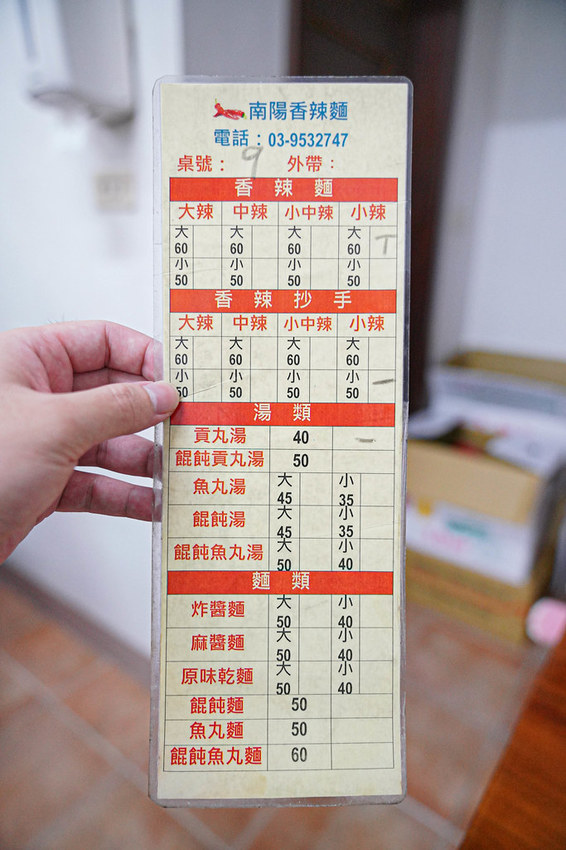 南陽香辣麵
電話：03-9532747
桌號：9 外帶：
香辣麵
大辣 中辣 小中辣 小辣
大 大 大 大
60 60 60 60 T
小 小 小 小
50 50 50 50
香辣抄手
大辣 中辣 小中辣 小辣
大 大 大 大
60 60 60 60
小 小 小 小
50 50 50 50 一
湯類
貢丸湯 40 一
餛飩貢丸湯 50
魚丸湯 大 45 小 35
餛飩湯 大 45 小 35
餛飩魚丸湯 大 50 小 40
麵類
炸醬麵 大 50 小 40
麻醬麵 大 50 小 40
原味乾麵 大 50 小 40
餛飩麵 50
魚丸麵 50
餛飩魚丸麵 60